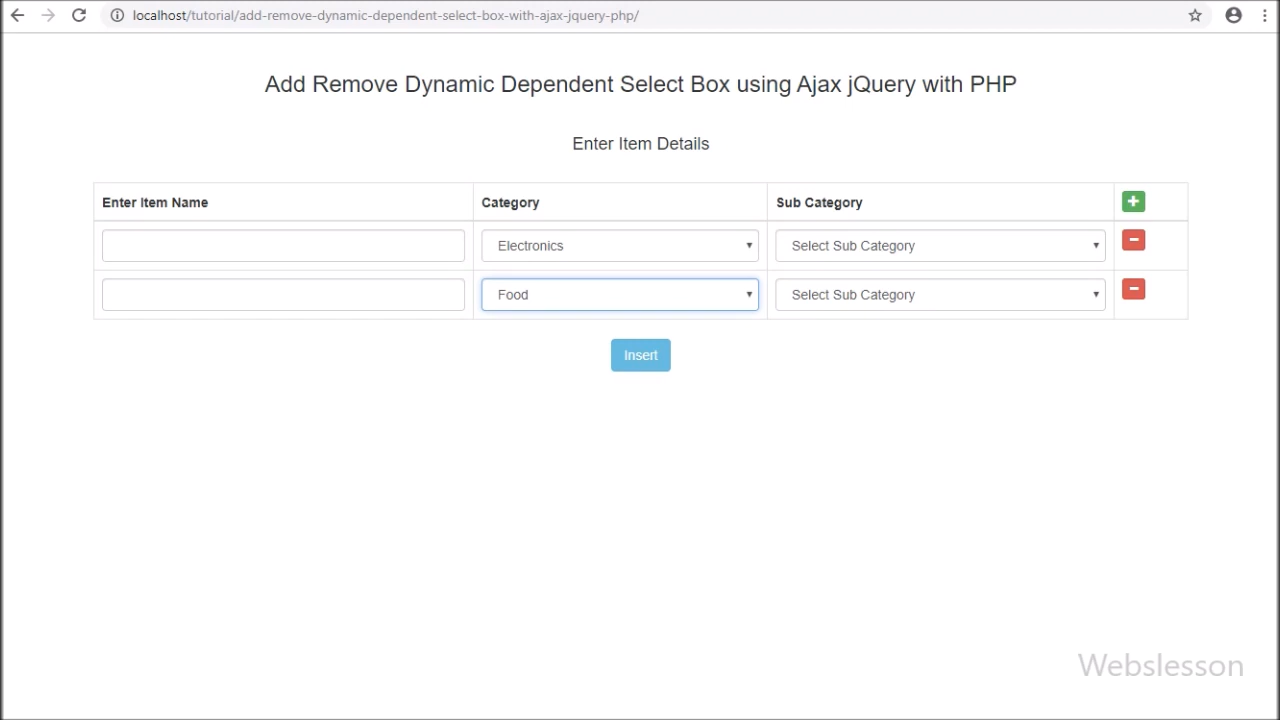 localhost/tutorial/add-remove-dynamic-dependent-select-box-with-ajax-jquery-php/
Add Remove Dynamic Dependent Select Box using Ajax jQuery with PHP
Enter Item Details
Enter Item Name Category Sub Category
Electronics Select Sub Category
Food Select Sub Category
Insert
Webslesson